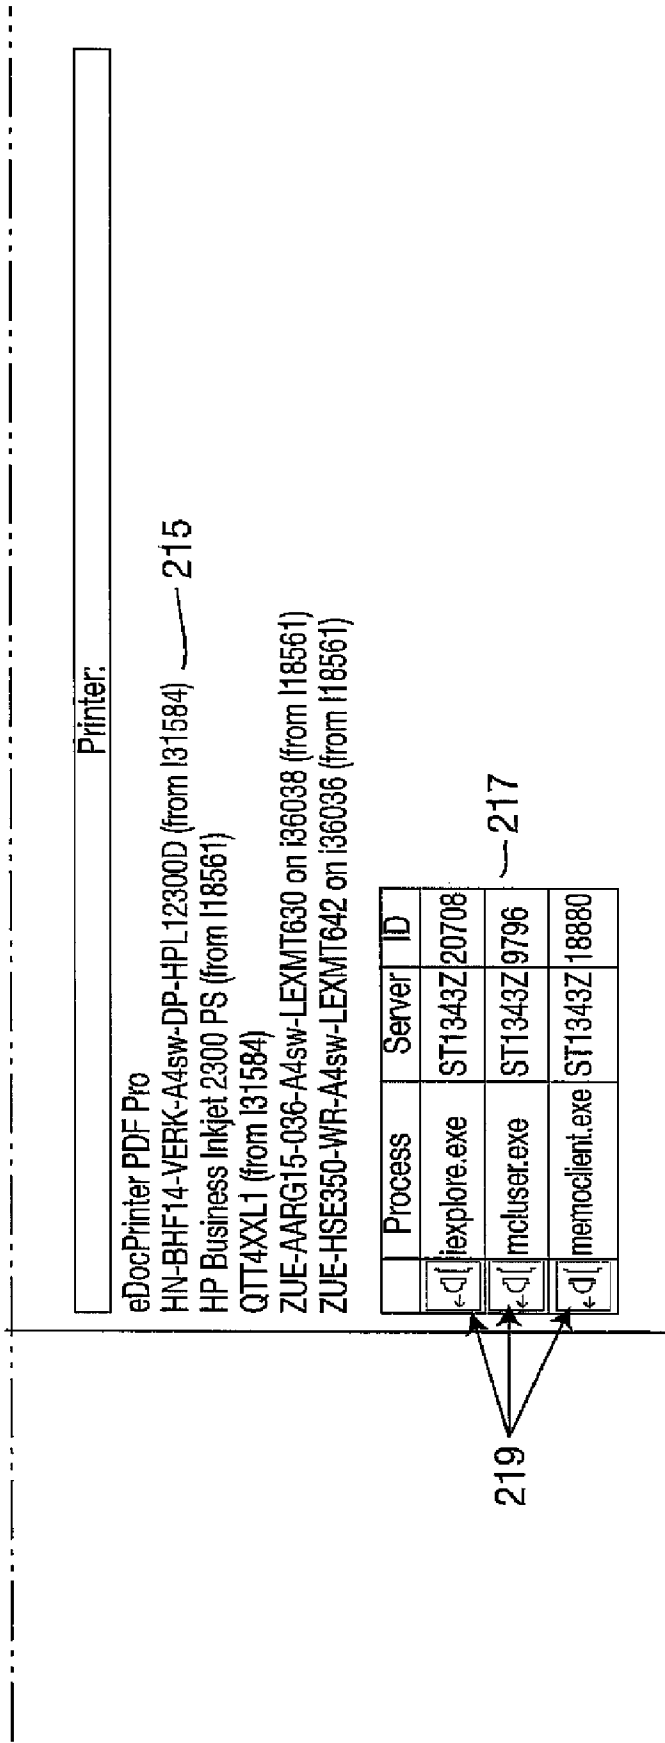 Printer:
eDocPrinter PDF Pro
HN-BHF14-VERK-A4sw-DP-HPL12300D (from I31584) 215
HP Business Inkjet 2300 PS (from I18561)
QTT4XXL1 (from I31584)
ZUE-AARG15-036-A4sw-LEXMT630 on i36038 (from I18561)
ZUE-HSE350-WR-A4sw-LEXMT642 on i36036 (from I18561)
Process Server ID
iexplore.exe ST1343Z 20708
mcluser.exe ST1343Z 9796
memoclient.exe ST1343Z 18880
217
219